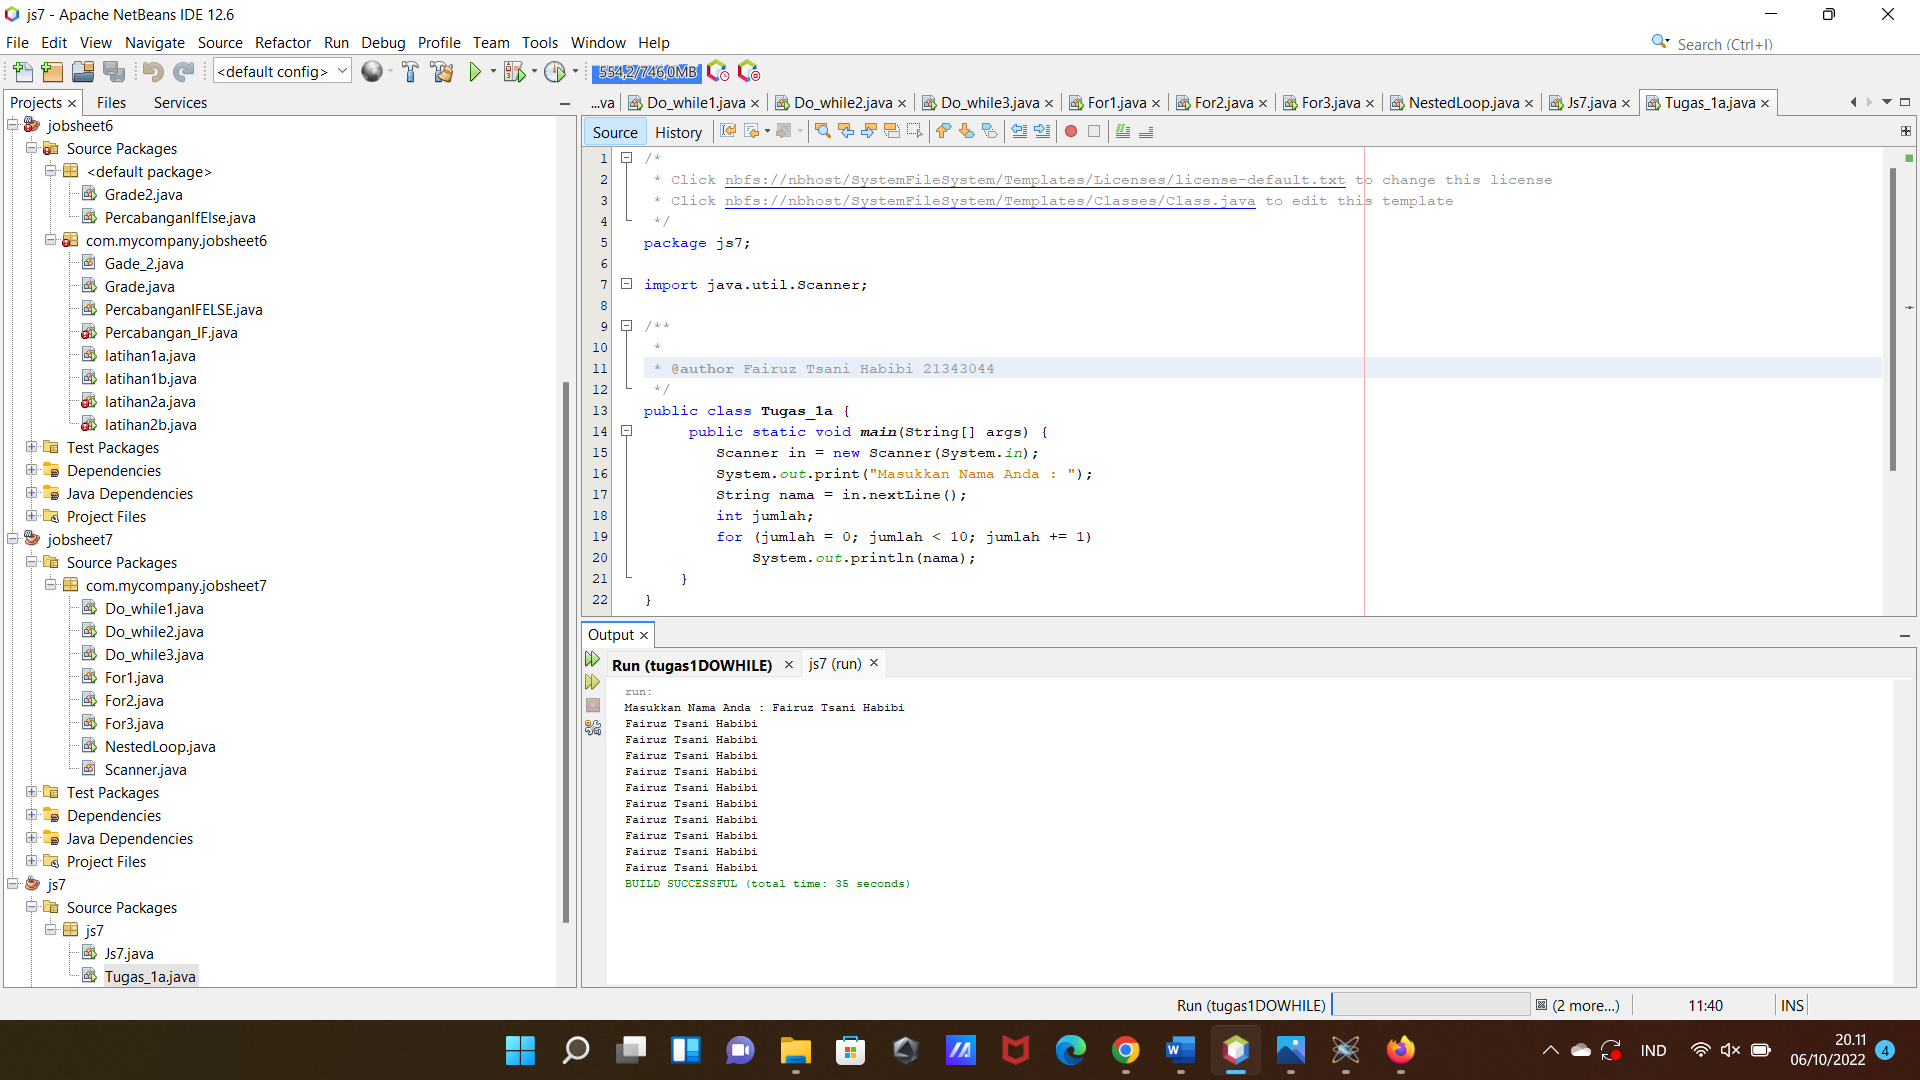 js7 - Apache NetBeans IDE 12.6
File Edit View Navigate Source Refactor Run Debug Profile Team Tools Window Help
Search (Ctrl+I)
<default config>
554,2/746,0MB
Projects Files Services
...va Do_while1.java Do_while2.java Do_while3.java For1.java For2.java For3.java NestedLoop.java Js7.java Tugas_1a.java
Source History
jobsheet6
Source Packages
<default package>
Grade2.java
PercabanganIfElse.java
com.mycompany.jobsheet6
Gade_2.java
Grade.java
PercabanganIFELSE.java
Percabangan_IF.java
latihan1a.java
latihan1b.java
latihan2a.java
latihan2b.java
Test Packages
Dependencies
Java Dependencies
Project Files
jobsheet7
Source Packages
com.mycompany.jobsheet7
Do_while1.java
Do_while2.java
Do_while3.java
For1.java
For2.java
For3.java
NestedLoop.java
Scanner.java
Test Packages
Dependencies
Java Dependencies
Project Files
js7
Source Packages
js7
Js7.java
Tugas_1a.java
1 /*
2 * Click nbfs://nbhost/SystemFileSystem/Templates/Licenses/license-default.txt to change this license
3 * Click nbfs://nbhost/SystemFileSystem/Templates/Classes/Class.java to edit this template
4 */
5 package js7;
6
7 import java.util.Scanner;
8
9 /**
10 *
11 * @author Fairuz Tsani Habibi 21343044
12 */
13 public class Tugas_1a {
14 public static void main(String[] args) {
15 Scanner in = new Scanner(System.in);
16 System.out.print("Masukkan Nama Anda : ");
17 String nama = in.nextLine();
18 int jumlah;
19 for (jumlah = 0; jumlah < 10; jumlah += 1)
20 System.out.println(nama);
21 }
22 }
Output
Run (tugas1DOWHILE) js7 (run)
run:
Masukkan Nama Anda : Fairuz Tsani Habibi
Fairuz Tsani Habibi
Fairuz Tsani Habibi
Fairuz Tsani Habibi
Fairuz Tsani Habibi
Fairuz Tsani Habibi
Fairuz Tsani Habibi
Fairuz Tsani Habibi
Fairuz Tsani Habibi
Fairuz Tsani Habibi
Fairuz Tsani Habibi
BUILD SUCCESSFUL (total time: 35 seconds)
Run (tugas1DOWHILE) (2 more...) 11:40 INS
IND
20.11
06/10/2022
4